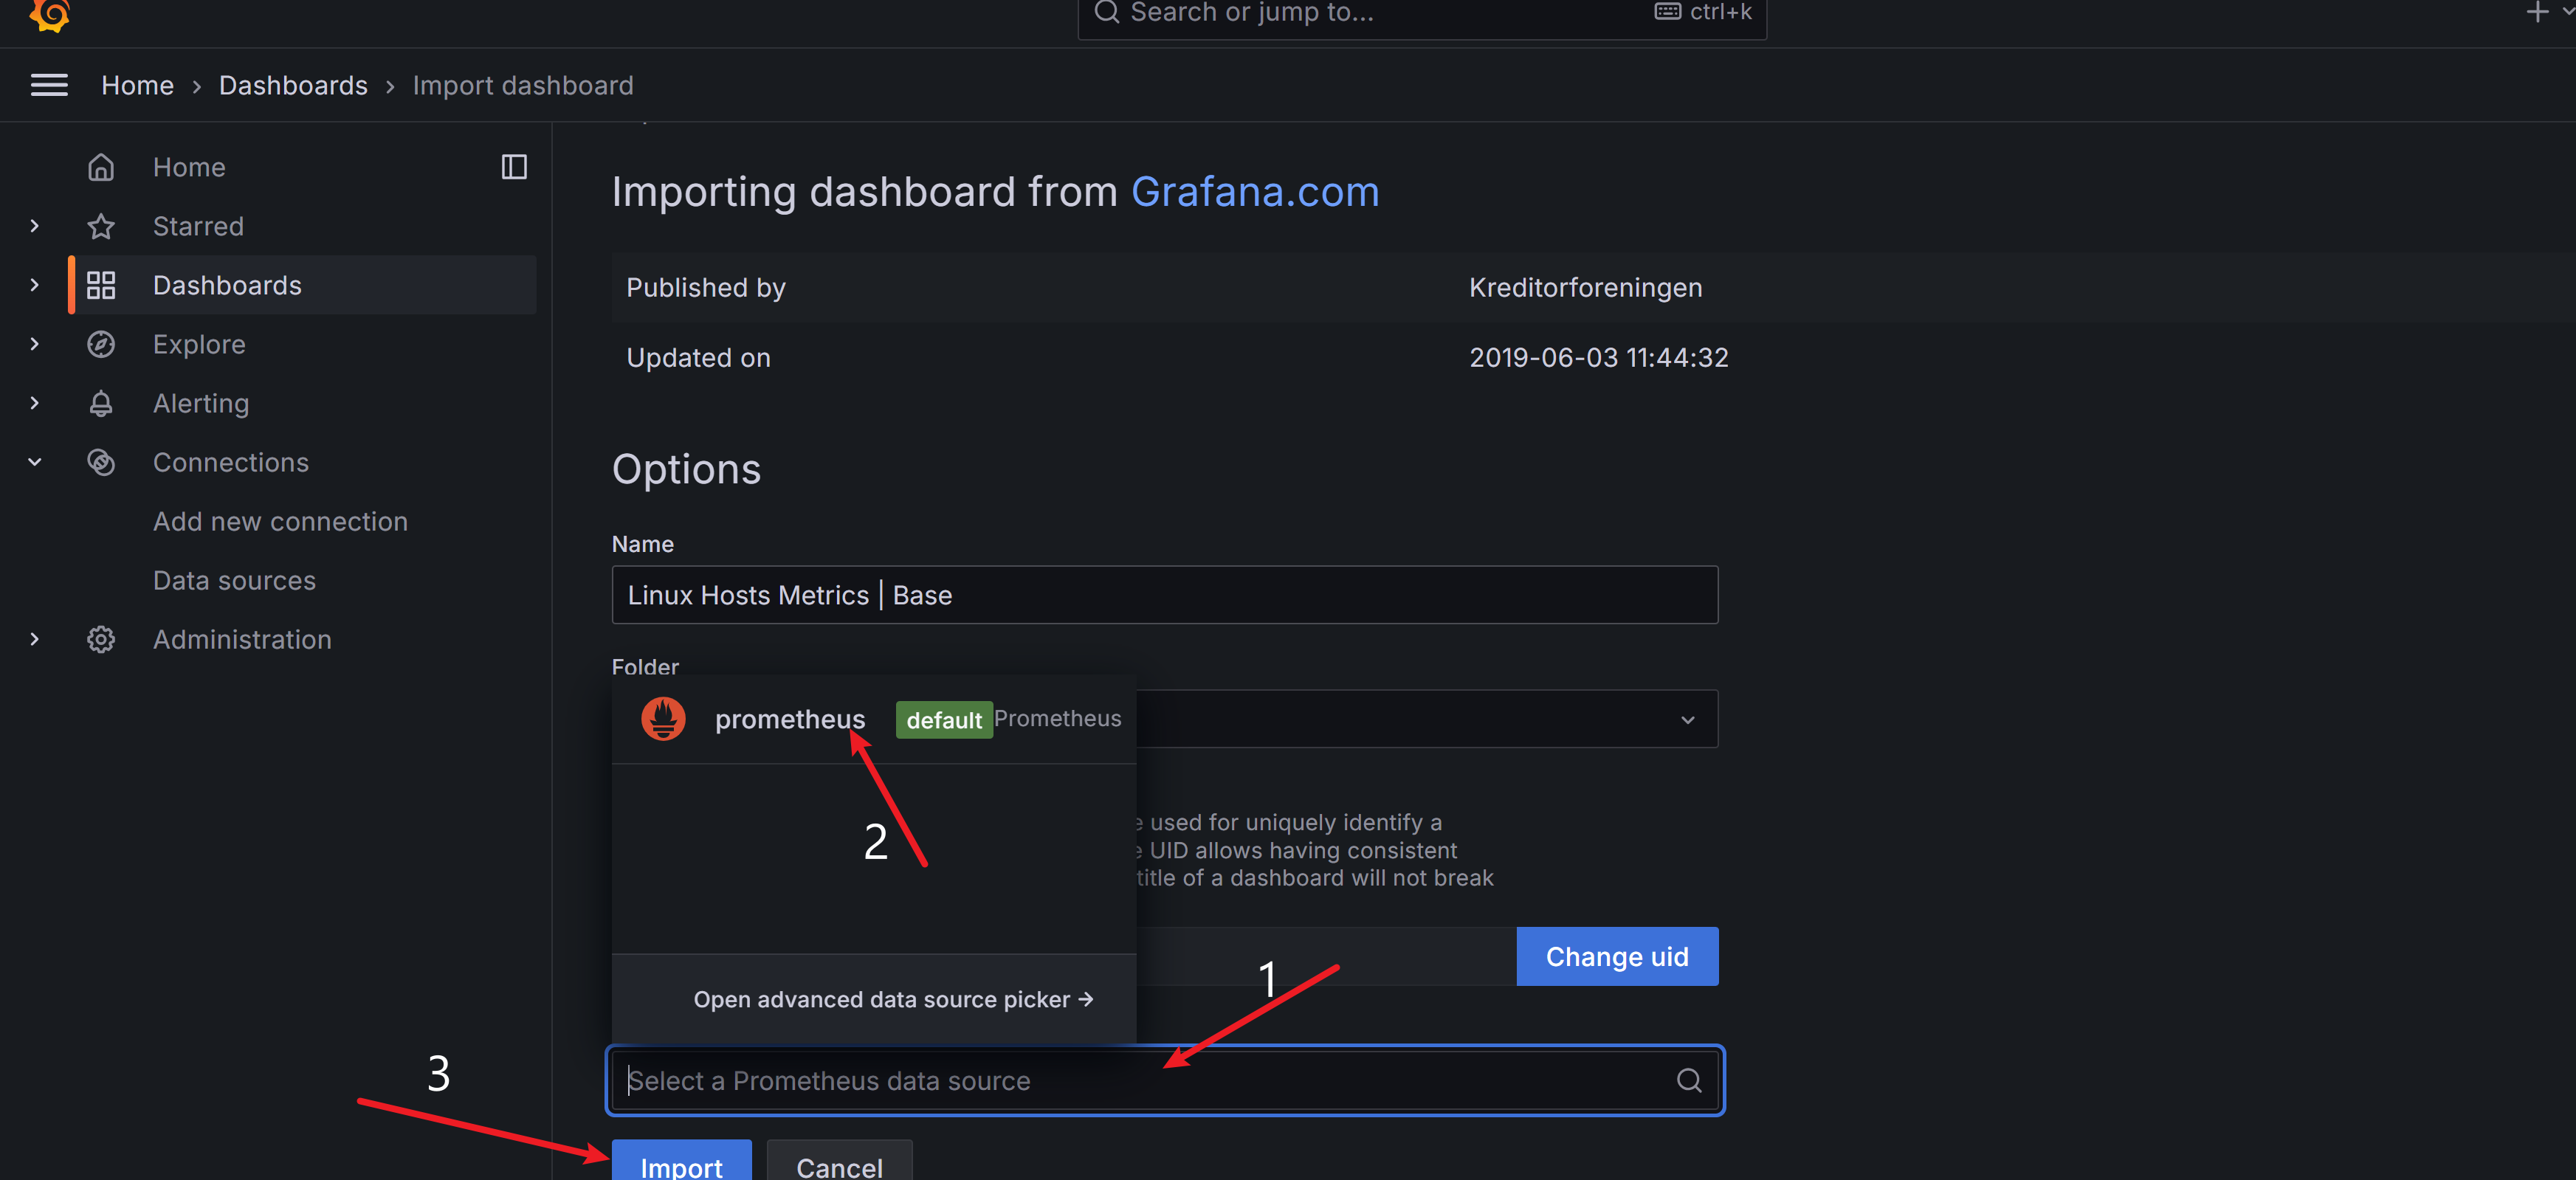 Search or jump to...
ctrl+k
Home › Dashboards › Import dashboard
Home
Starred
Dashboards
Explore
Alerting
Connections
Add new connection
Data sources
Administration
Importing dashboard from Grafana.com
Published by Kreditorforeningen
Updated on 2019-06-03 11:44:32
Options
Name
Linux Hosts Metrics | Base
Folder
prometheus default Prometheus
2
used for uniquely identify a
UID allows having consistent
title of a dashboard will not break
1
Change uid
Open advanced data source picker →
Select a Prometheus data source
3
Import
Cancel